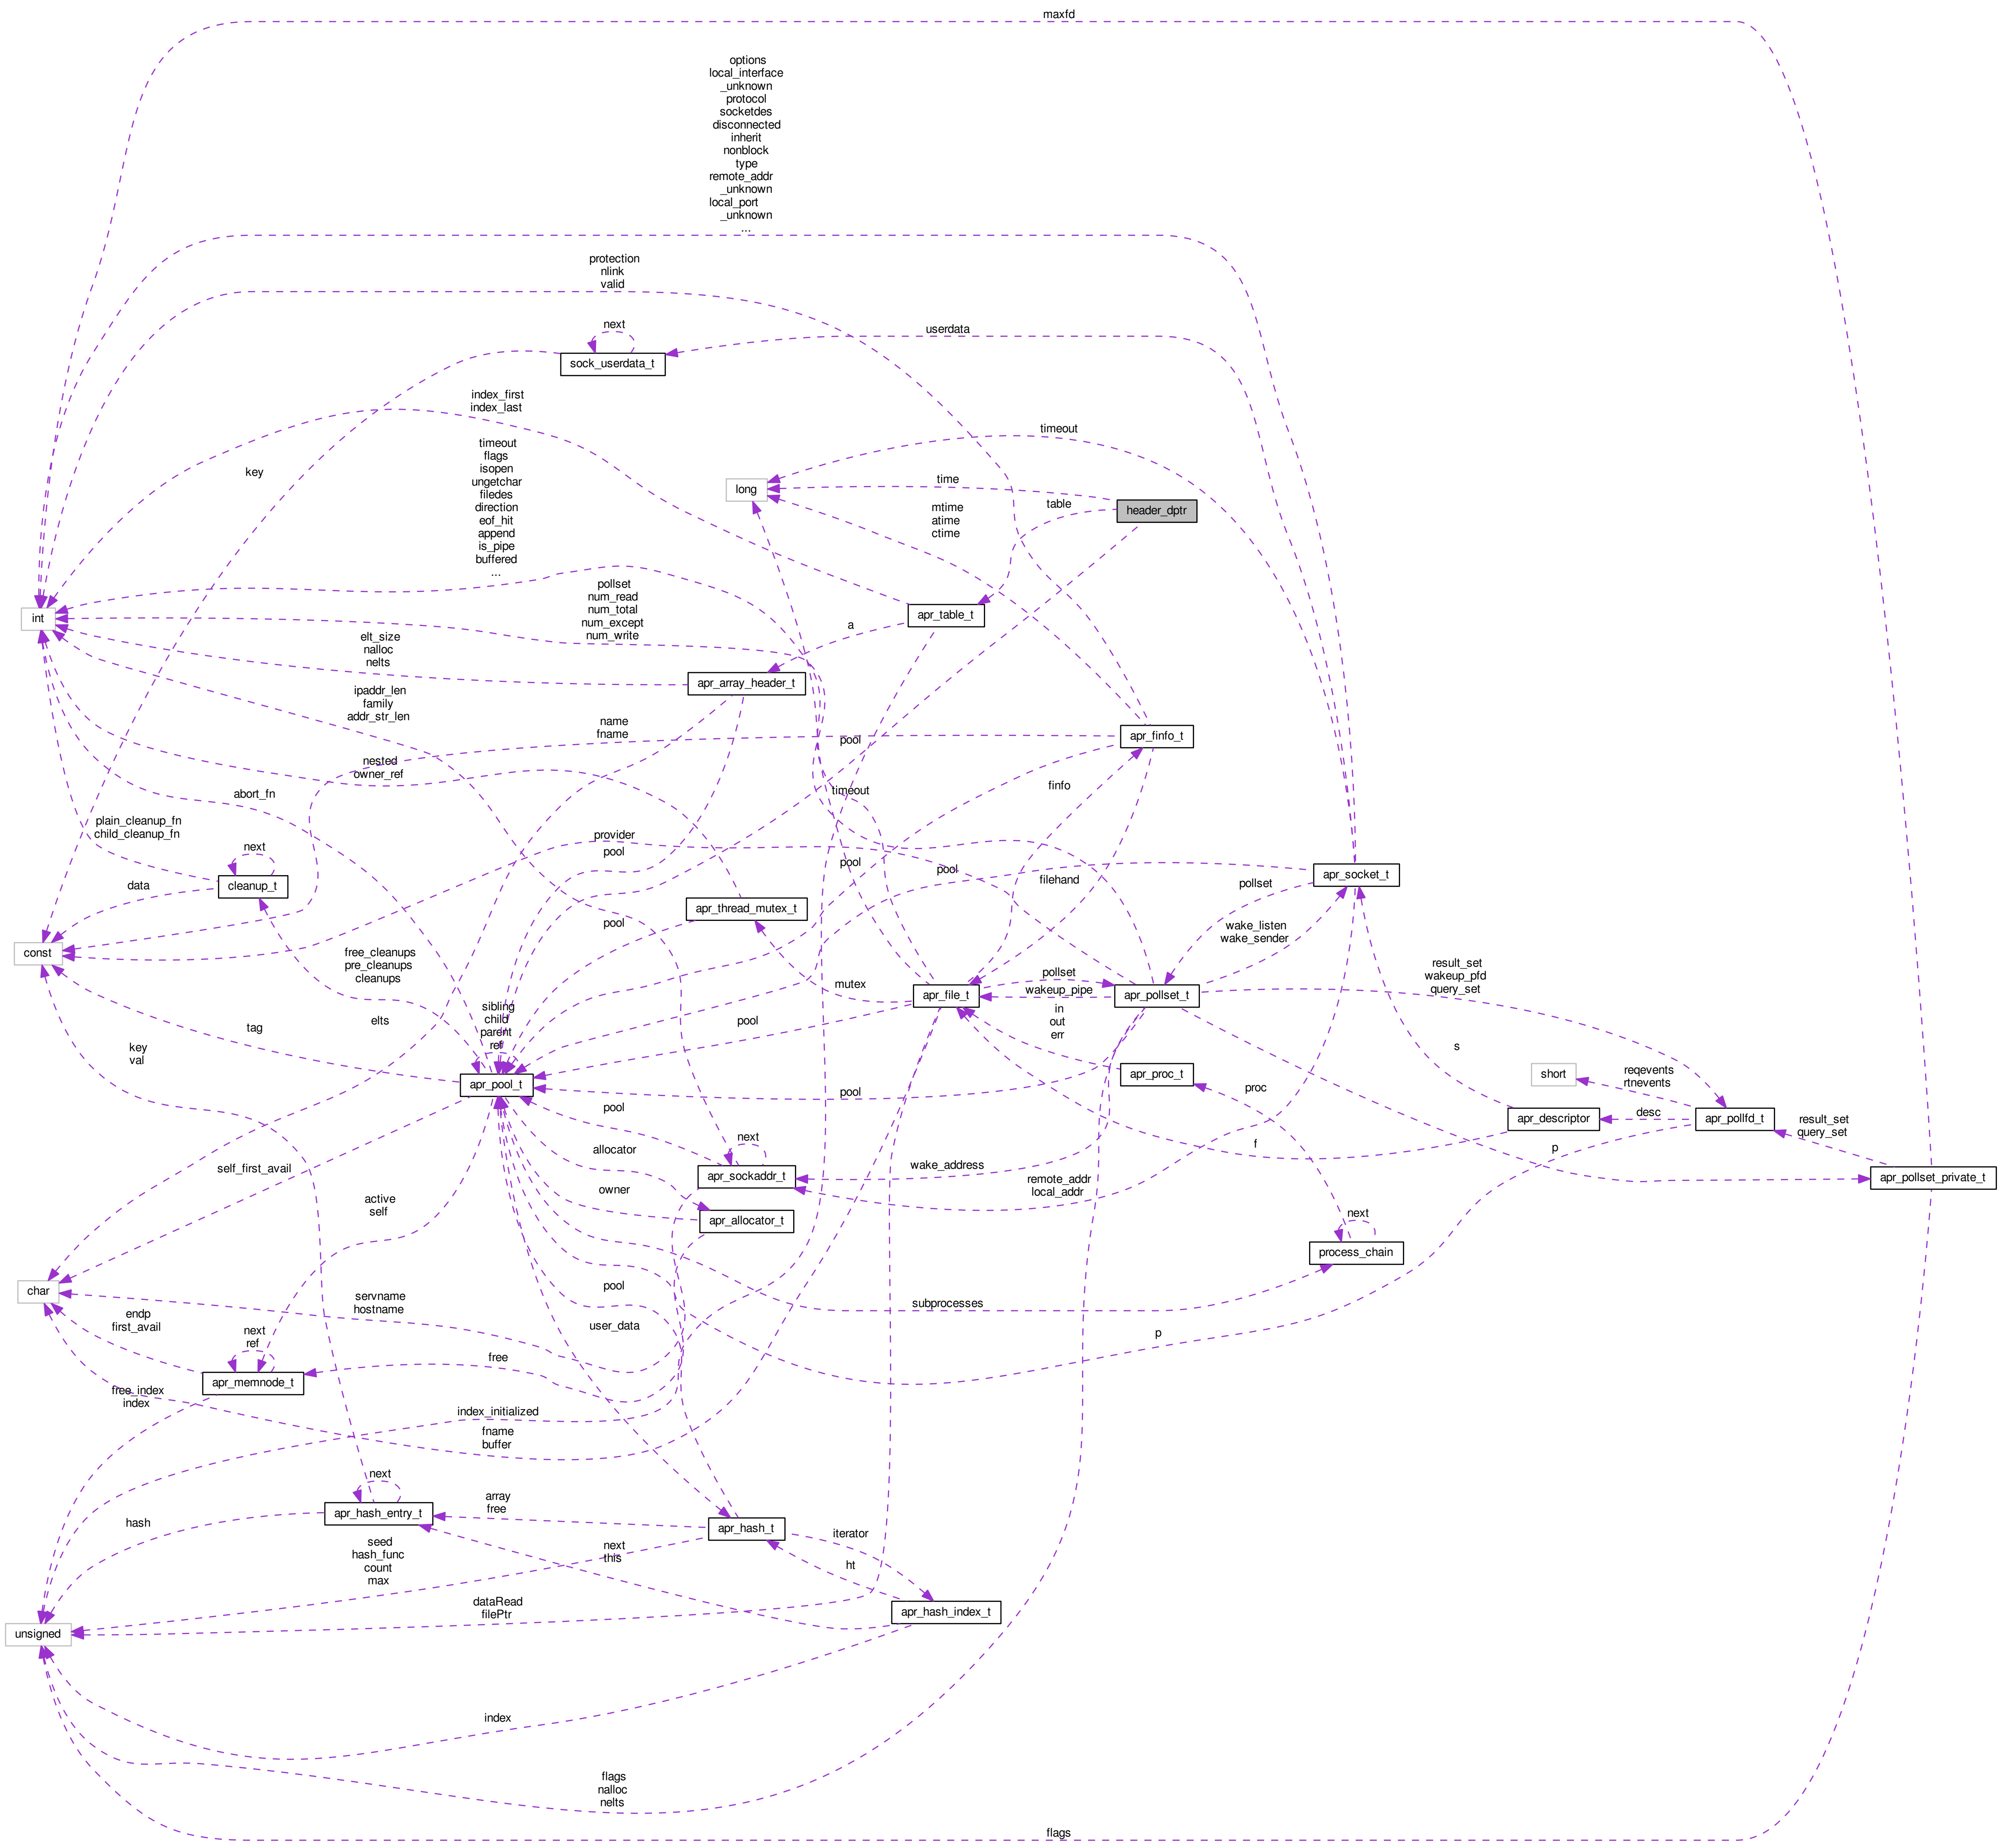 maxfd
options
local_interface
_unknown
protocol
socketdes
disconnected
inherit
nonblock
type
remote_addr
_unknown
local_port
_unknown
...
protection
nlink
valid
next
userdata
sock_userdata_t
index_first
index_last
timeout
key
timeout
flags
isopen
ungetchar
filedes
direction
eof_hit
append
is_pipe
buffered
...
long
time
mtime
atime
ctime
table
header_dptr
int
pollset
num_read
num_total
num_except
num_write
apr_table_t
a
elt_size
nalloc
nelts
apr_array_header_t
ipaddr_len
family
addr_str_len
name
fname
pool
apr_finfo_t
nested
owner_ref
abort_fn
timeout
finfo
plain_cleanup_fn
child_cleanup_fn
provider
next
pool
pool
pool
cleanup_t
data
filehand
pollset
apr_socket_t
apr_thread_mutex_t
pool
wake_listen
wake_sender
const
free_cleanups
pre_cleanups
cleanups
mutex
pollset
apr_file_t
wakeup_pipe
apr_pollset_t
result_set
wakeup_pfd
query_set
sibling
child
parent
ref
in
out
err
elts
pool
tag
key
val
s
apr_pool_t
pool
apr_proc_t
proc
short
reqevents
rtnevents
pool
apr_descriptor
desc
apr_pollfd_t
result_set
query_set
next
allocator
f
p
self_first_avail
wake_address
apr_sockaddr_t
remote_addr
local_addr
apr_pollset_private_t
active
self
owner
apr_allocator_t
next
process_chain
char
pool
servname
hostname
subprocesses
endp
first_avail
user_data
p
next
ref
free
apr_memnode_t
free_index
index
index_initialized
fname
buffer
next
apr_hash_entry_t
array
free
hash
apr_hash_t
iterator
seed
hash_func
count
max
next
this
ht
dataRead
filePtr
apr_hash_index_t
unsigned
index
flags
nalloc
nelts
flags